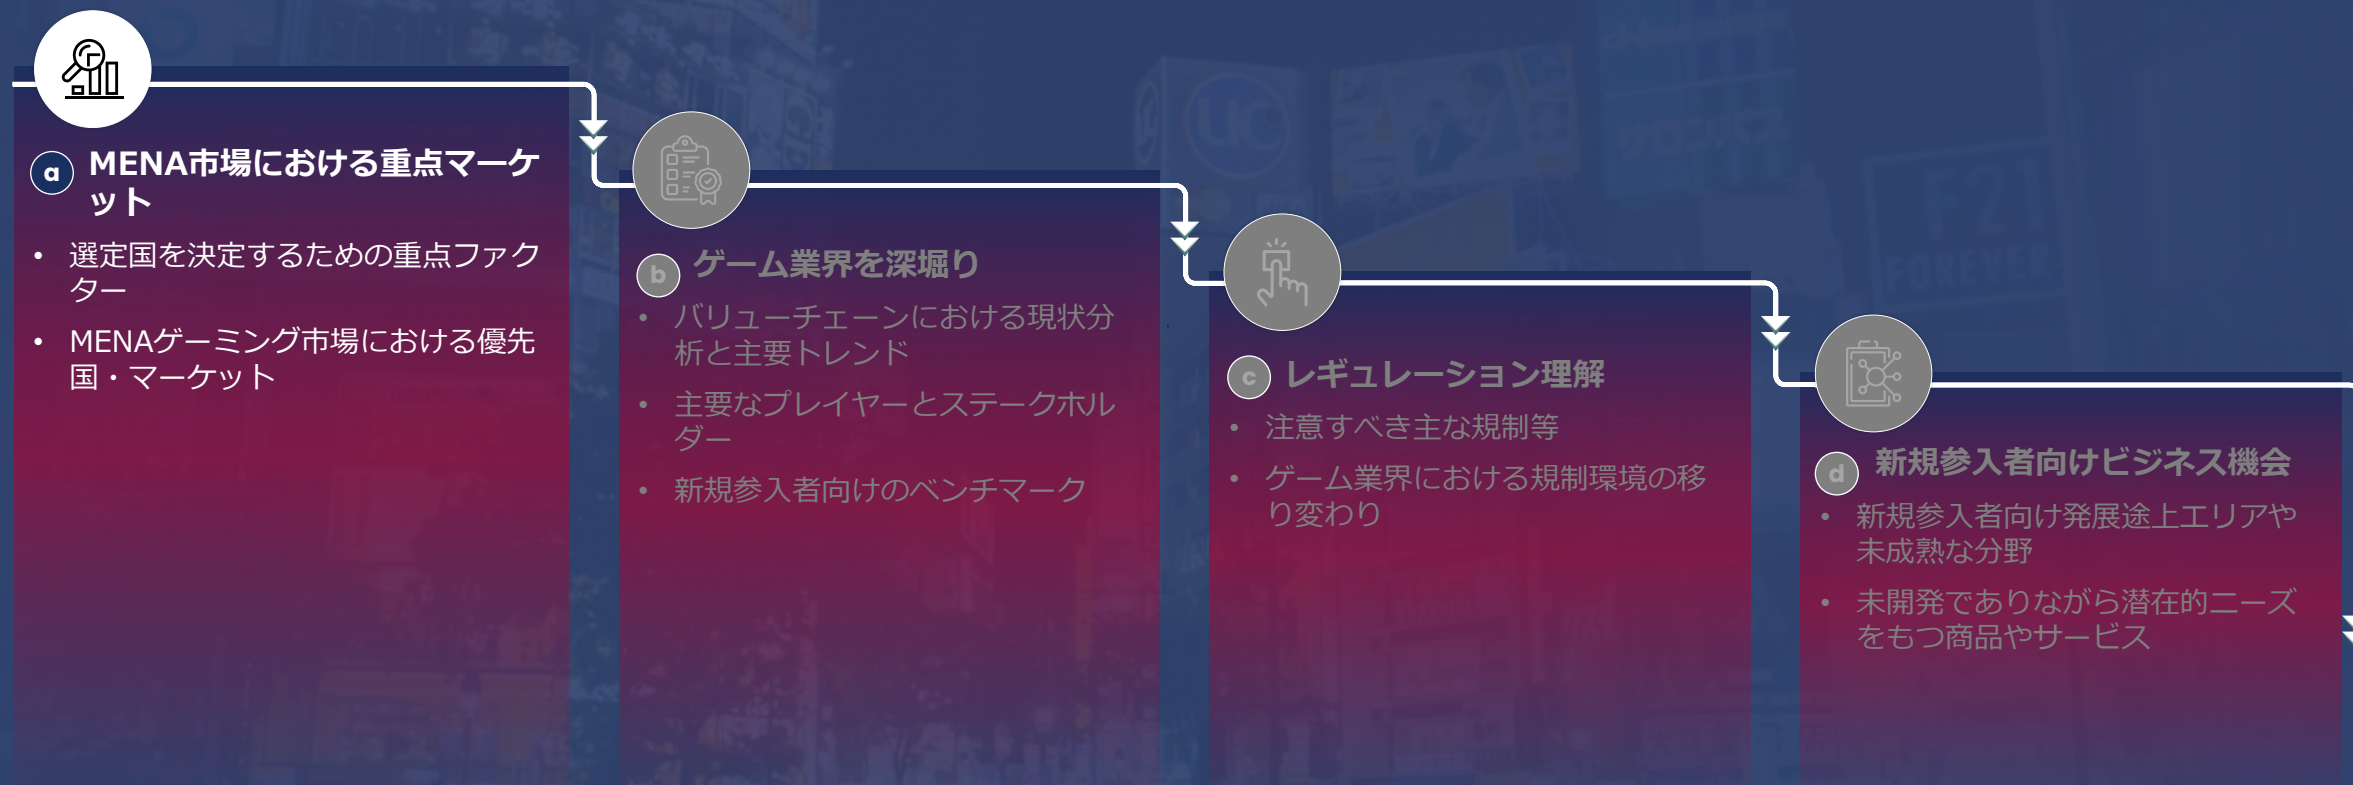 a
MENA市場における重点マーケ
ット
• 選定国を決定するための重点ファク
ター
• MENAゲーミング市場における優先
国・マーケット
b
ゲーム業界を深堀り
• バリューチェーンにおける現状分
析と主要トレンド
• 主要なプレイヤーとステークホル
ダー
• 新規参入者向けのベンチマーク
c
レギュレーション理解
• 注意すべき主な規制等
• ゲーム業界における規制環境の移
り変わり
d
新規参入者向けビジネス機会
• 新規参入者向け発展途上エリアや
未成熟な分野
• 未開発でありながら潜在的ニーズ
をもつ商品やサービス
UC
サロンパス
F21
FOREVER